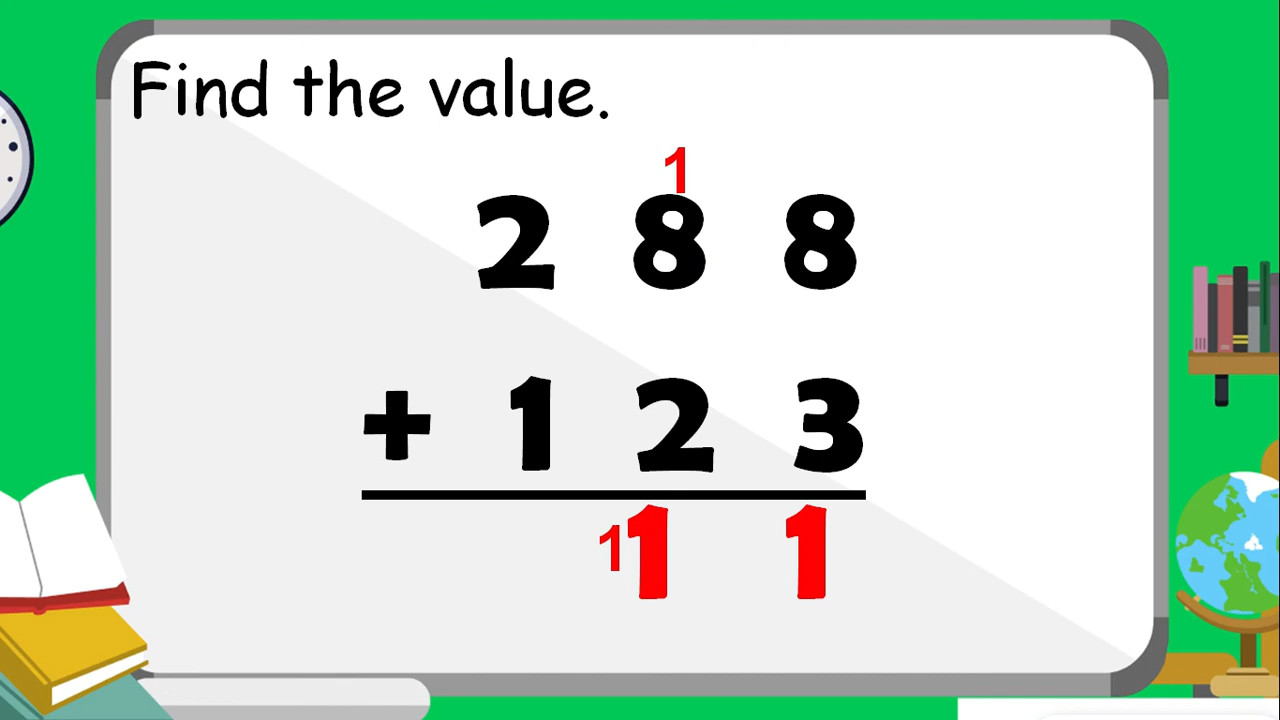 Find the value.
1
2 8 8
+ 1 2 3
1 1 1